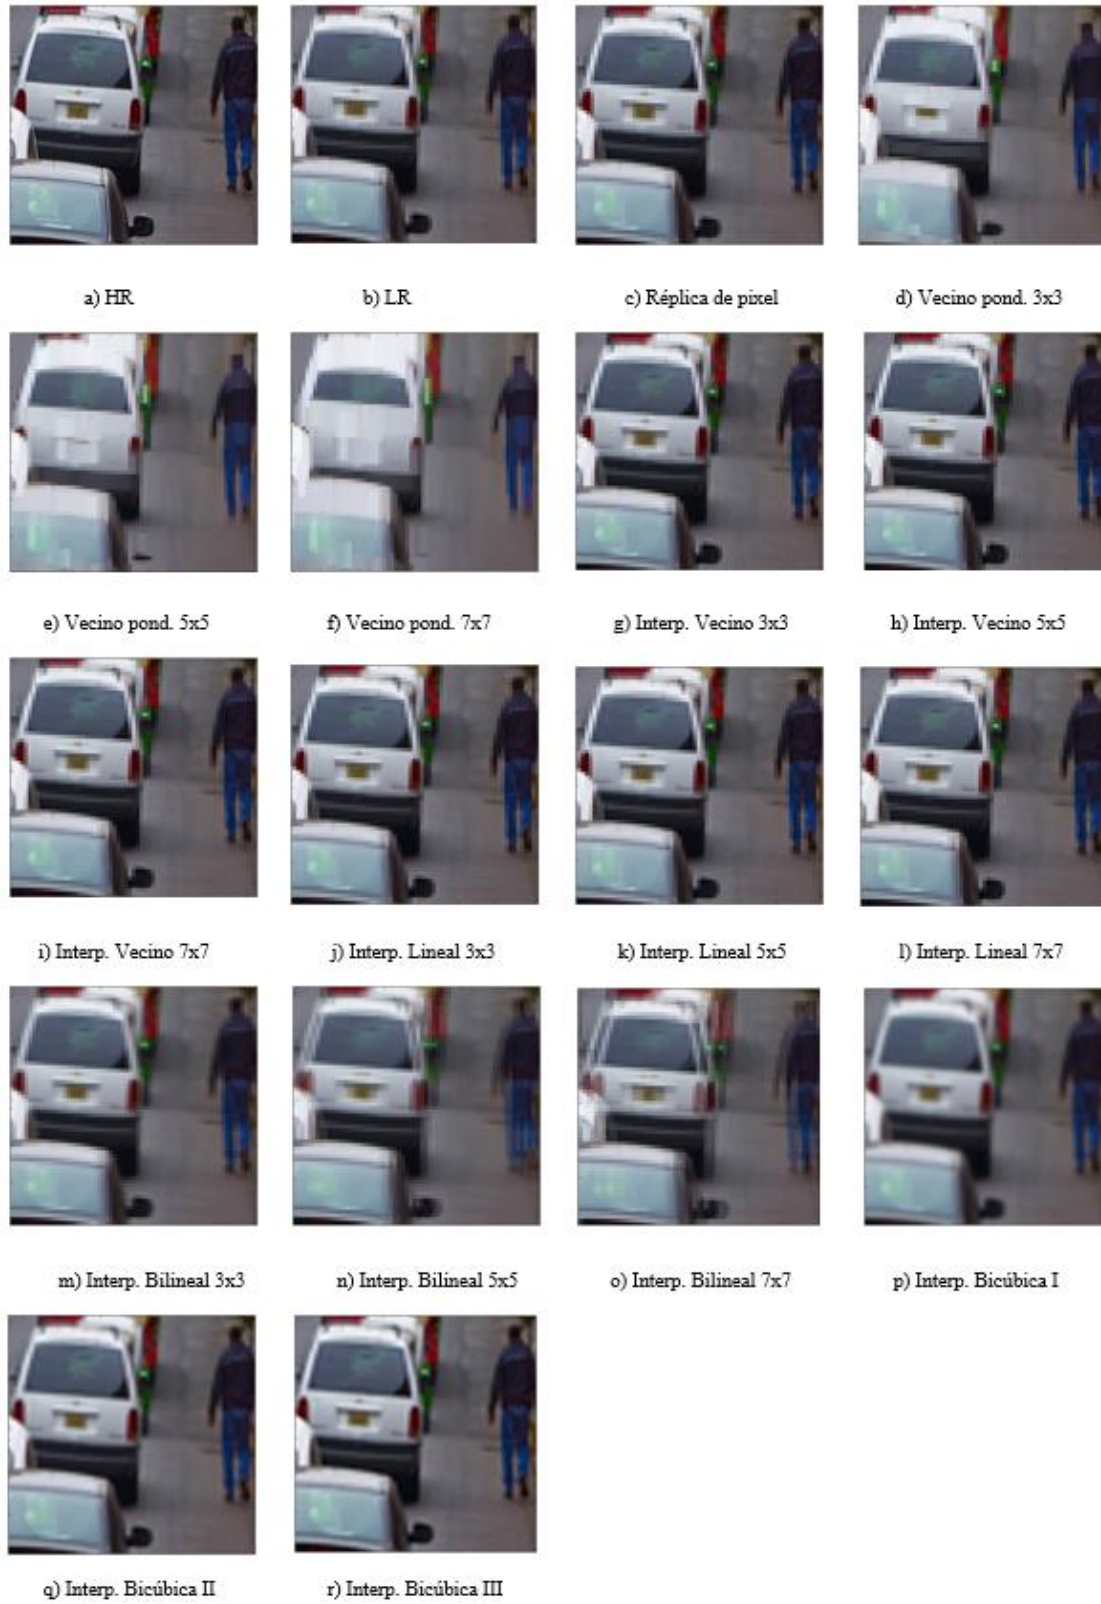 a) HR
b) LR
c) Réplica de pixel
d) Vecino pond. 3x3
e) Vecino pond. 5x5
f) Vecino pond. 7x7
g) Interp. Vecino 3x3
h) Interp. Vecino 5x5
i) Interp. Vecino 7x7
j) Interp. Lineal 3x3
k) Interp. Lineal 5x5
l) Interp. Lineal 7x7
m) Interp. Bilineal 3x3
n) Interp. Bilineal 5x5
o) Interp. Bilineal 7x7
p) Interp. Bicúbica I
q) Interp. Bicúbica II
r) Interp. Bicúbica III